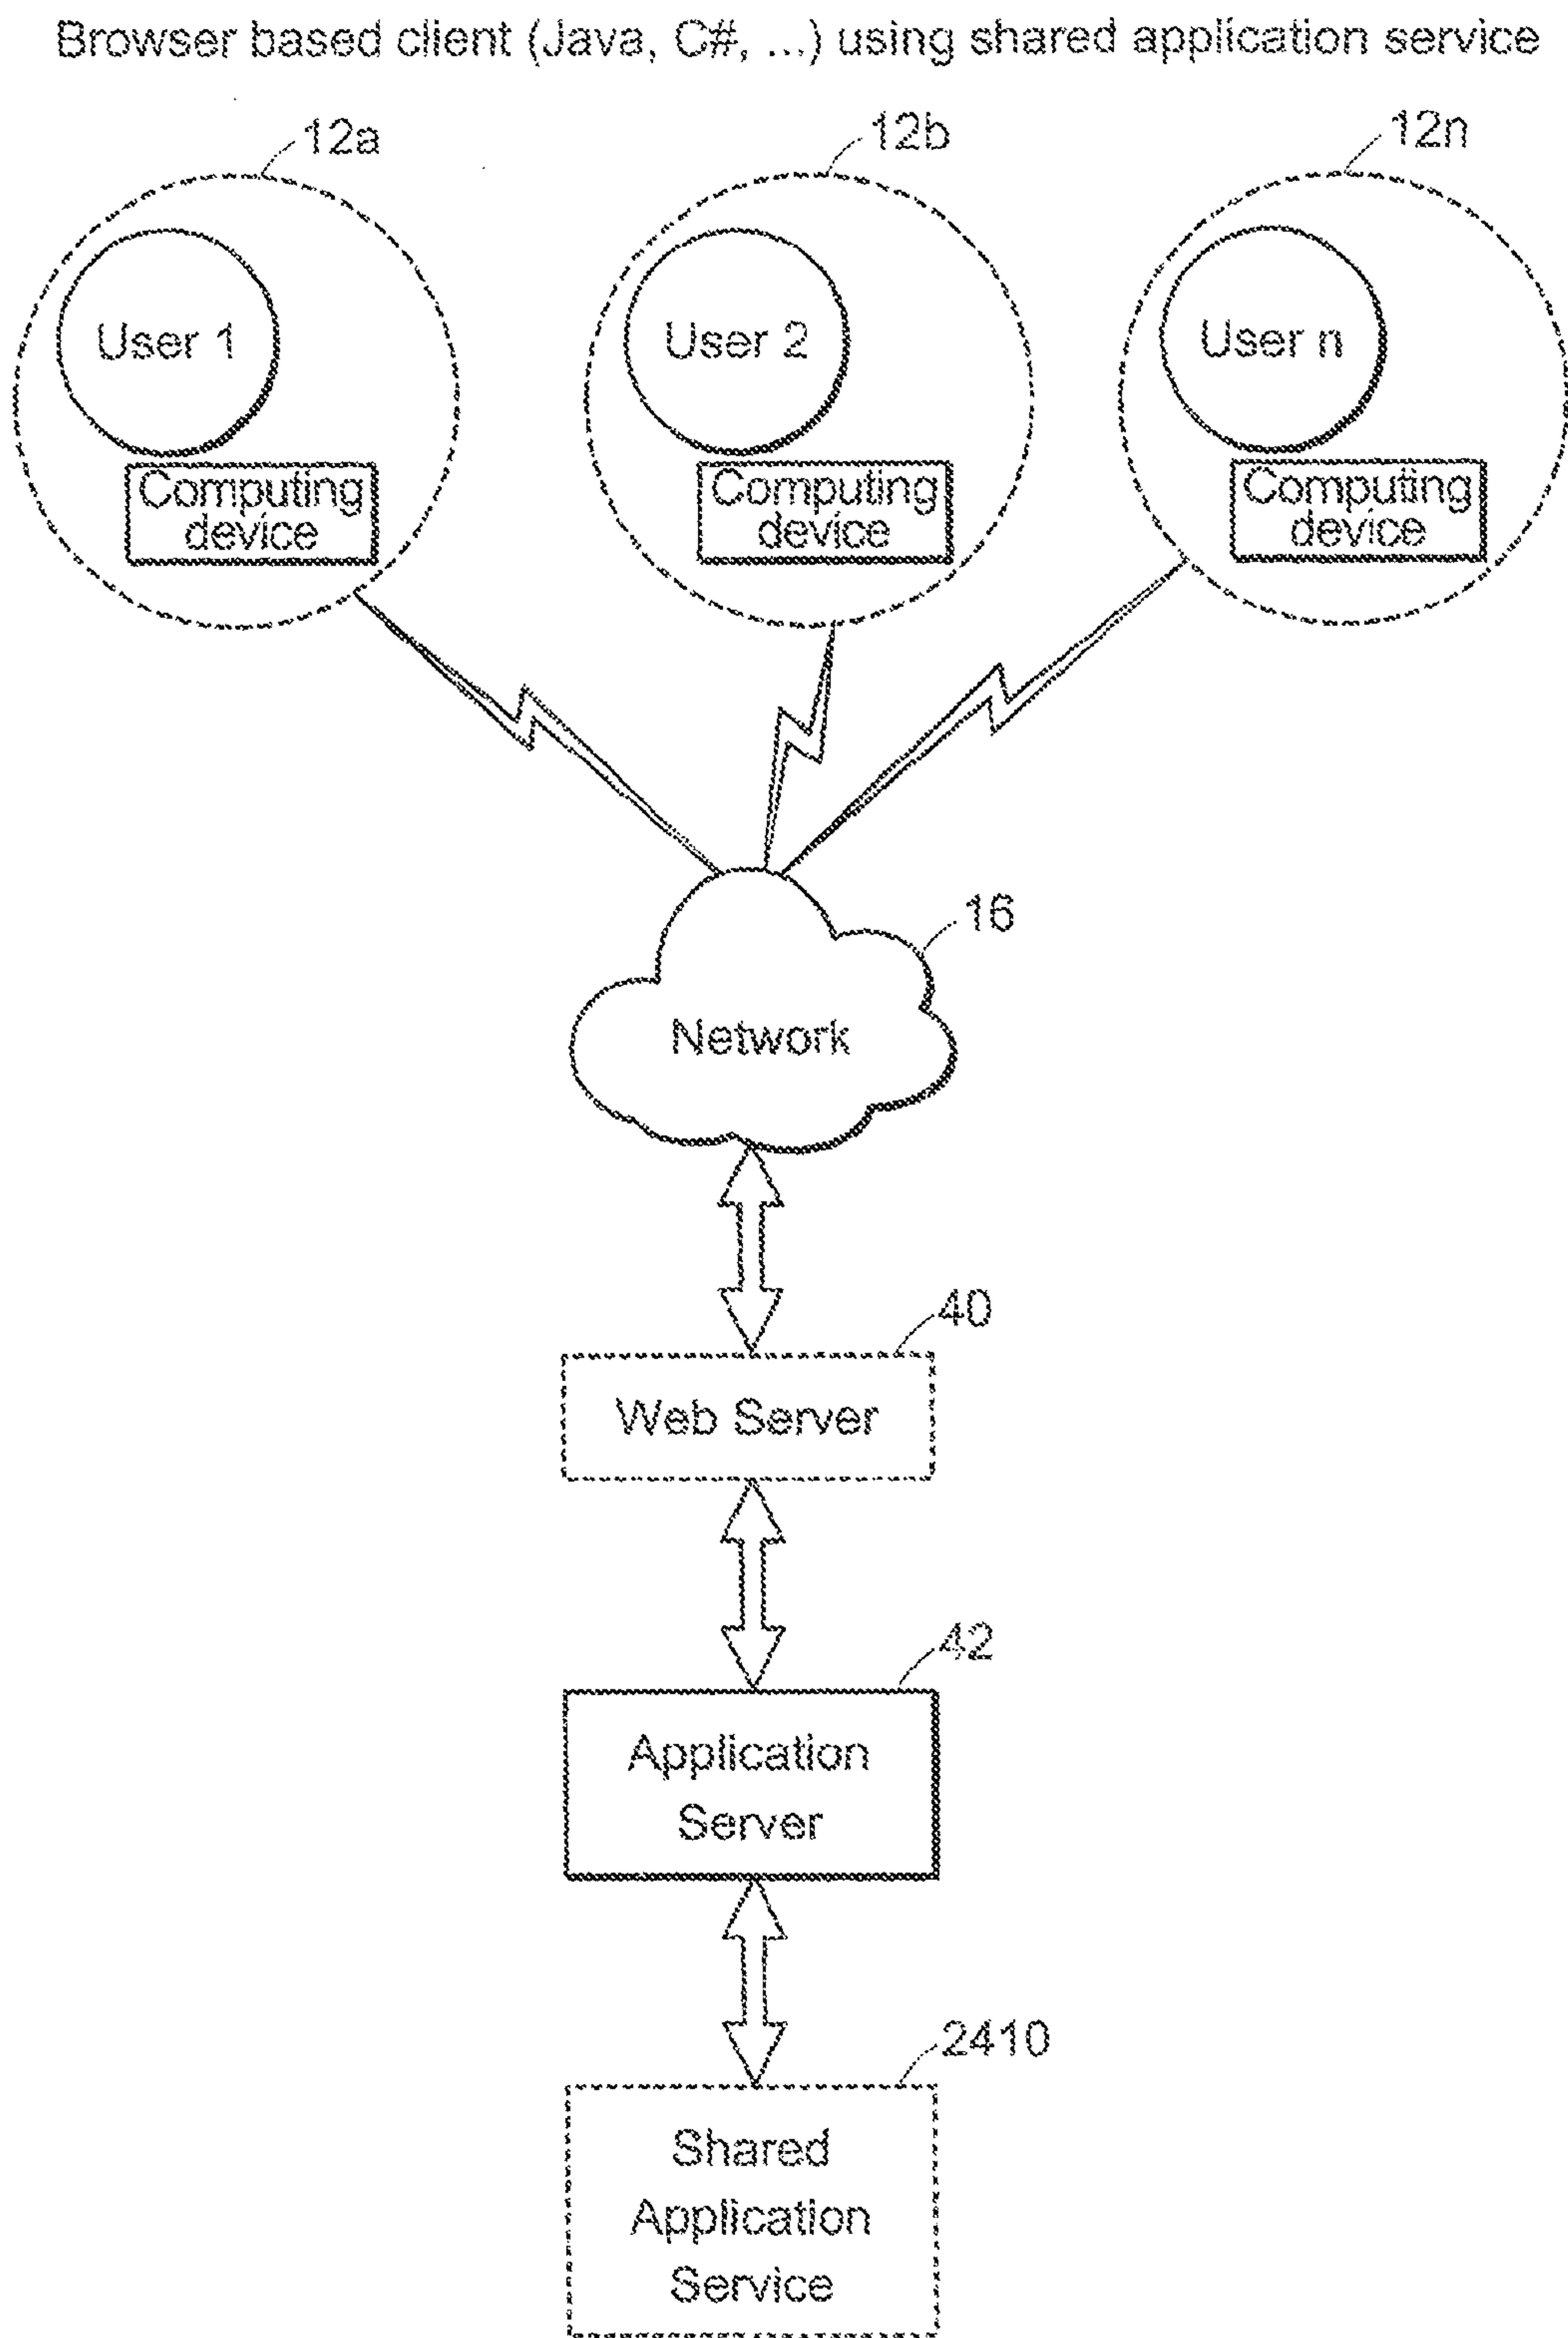 Browser based client (Java, C#, ...) using shared application service
12a
12b
12n
User 1
User 2
User n
Computing
device
Computing
device
Computing
device
16
Network
40
Web Server
42
Application
Server
2410
Shared
Application
Service